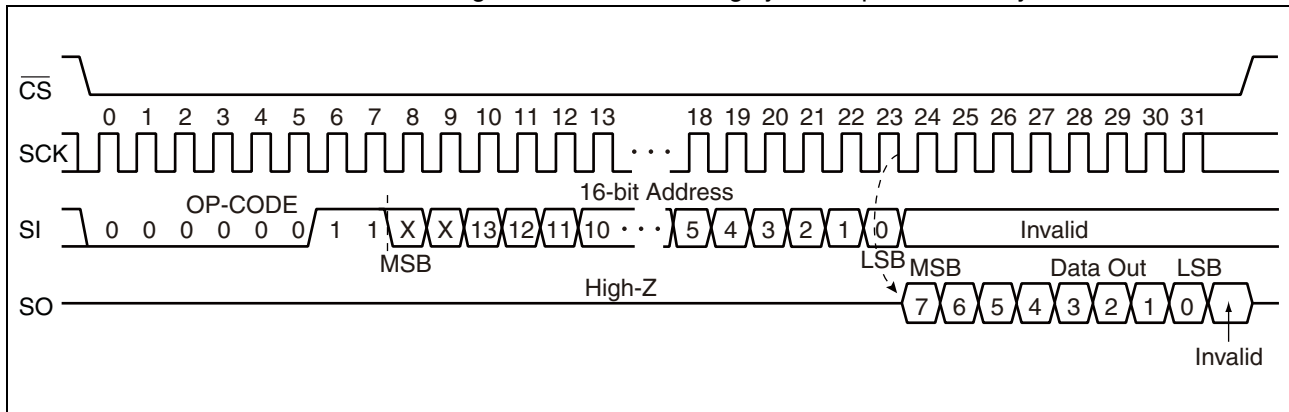 CS
0 1 2 3 4 5 6 7 8 9 10 11 12 13 18 19 20 21 22 23 24 25 26 27 28 29 30 31
SCK
· · ·
16-bit Address
OP-CODE
SI 0 0 0 0 0 0 1 1 X X 13 12 11 10 · · · 5 4 3 2 1 0 Invalid
MSB LSB MSB Data Out LSB
High-Z
SO 7 6 5 4 3 2 1 0
Invalid